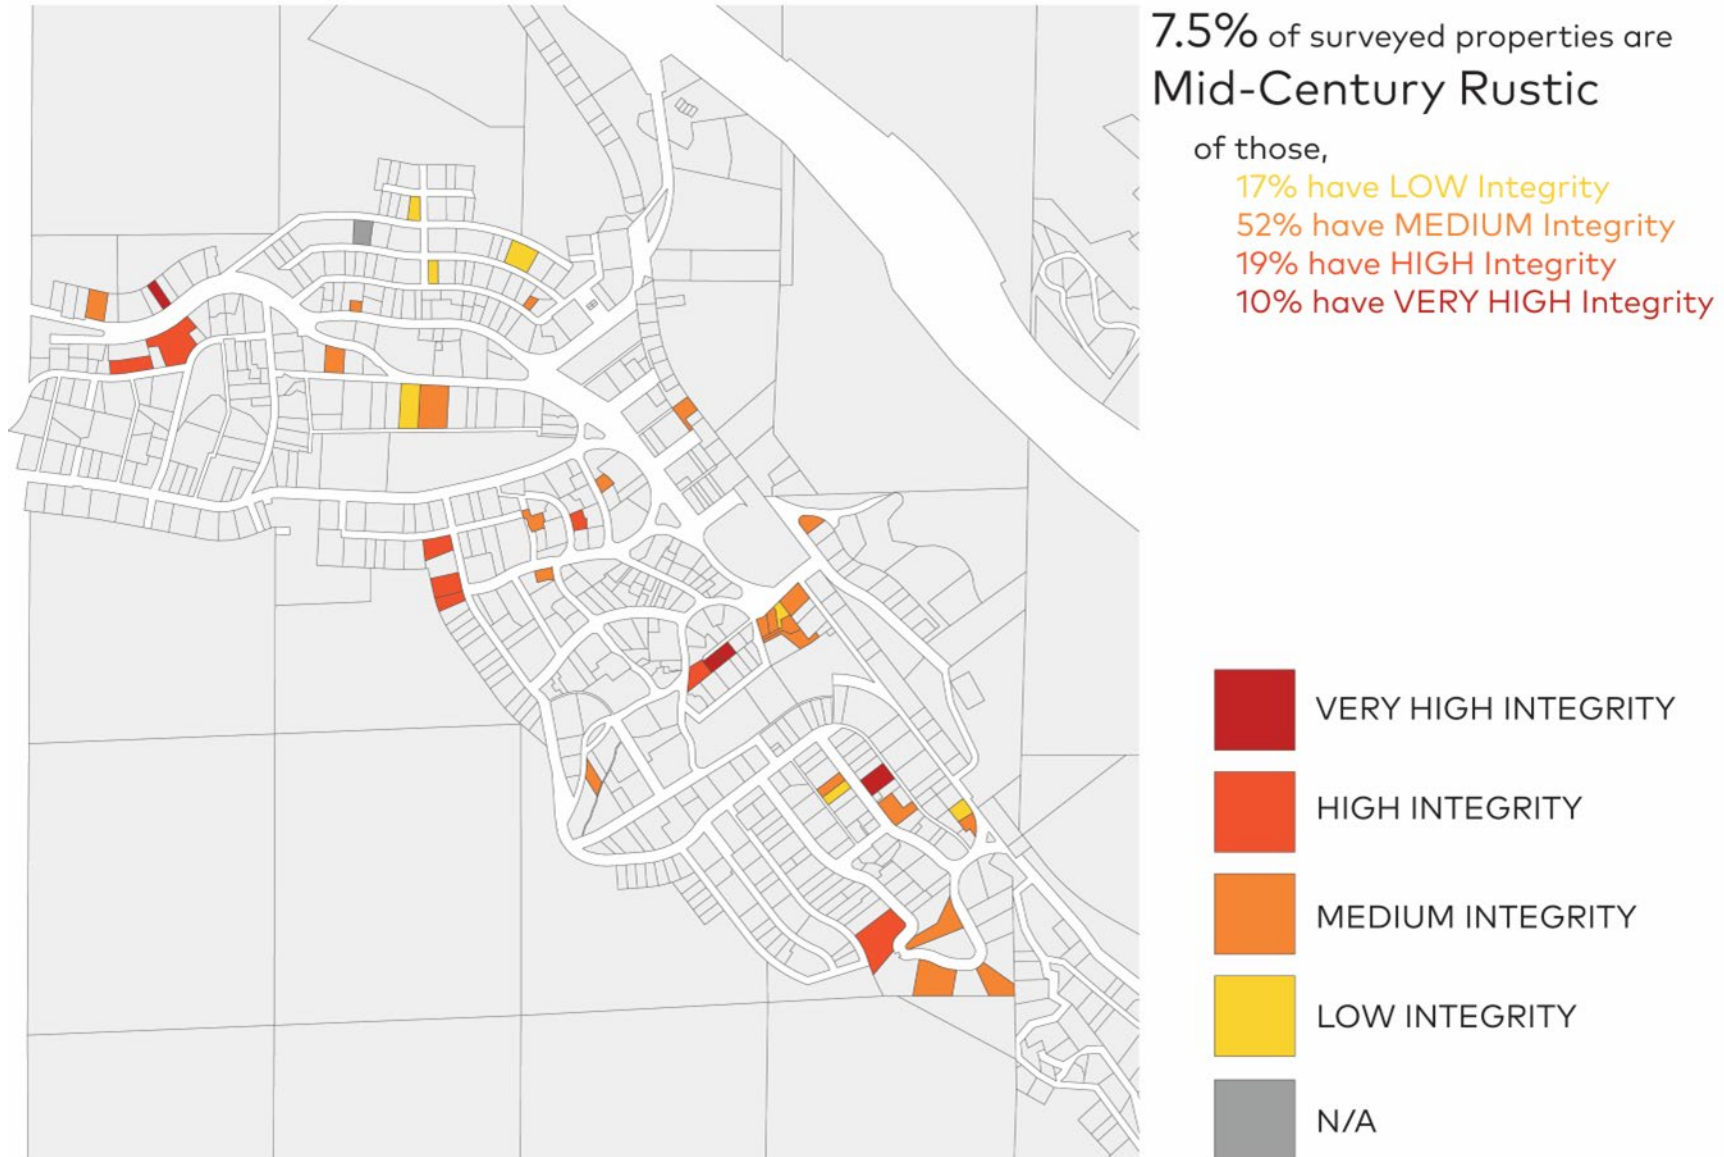 7.5% of surveyed properties are
Mid-Century Rustic
of those,
17% have LOW Integrity
52% have MEDIUM Integrity
19% have HIGH Integrity
10% have VERY HIGH Integrity
VERY HIGH INTEGRITY
HIGH INTEGRITY
MEDIUM INTEGRITY
LOW INTEGRITY
N/A